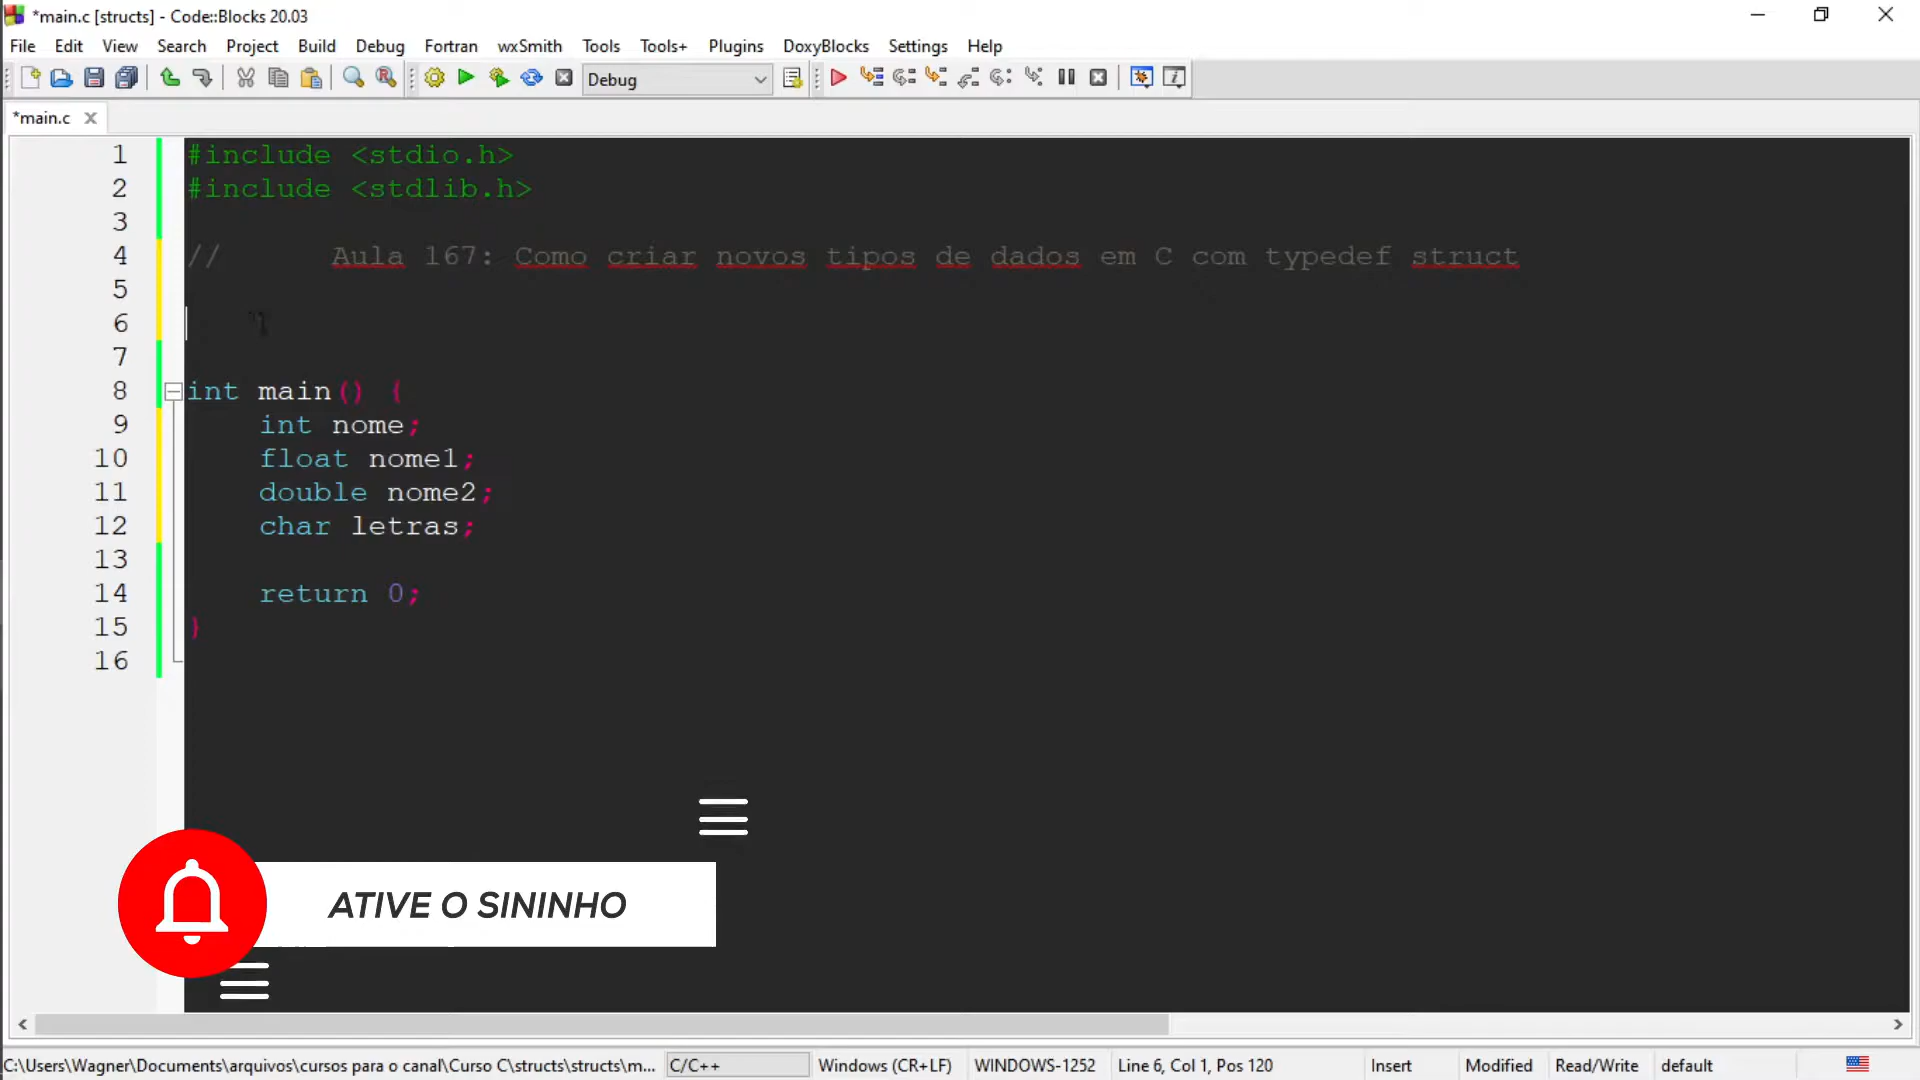 *main.c [structs] - Code::Blocks 20.03
File Edit View Search Project Build Debug Fortran wxSmith Tools Tools+ Plugins DoxyBlocks Settings Help
Debug
*main.c
1 #include <stdio.h>
2 #include <stdlib.h>
3
4 // Aula 167: Como criar novos tipos de dados em C com typedef struct
5
6
7
8 int main() {
9 int nome;
10 float nome1;
11 double nome2;
12 char letras;
13
14 return 0;
15 }
16
ATIVE O SININHO
C:\Users\Wagner\Documents\arquivos\cursos para o canal\Curso C\structs\structs\m... C/C++ Windows (CR+LF) WINDOWS-1252 Line 6, Col 1, Pos 120 Insert Modified Read/Write default